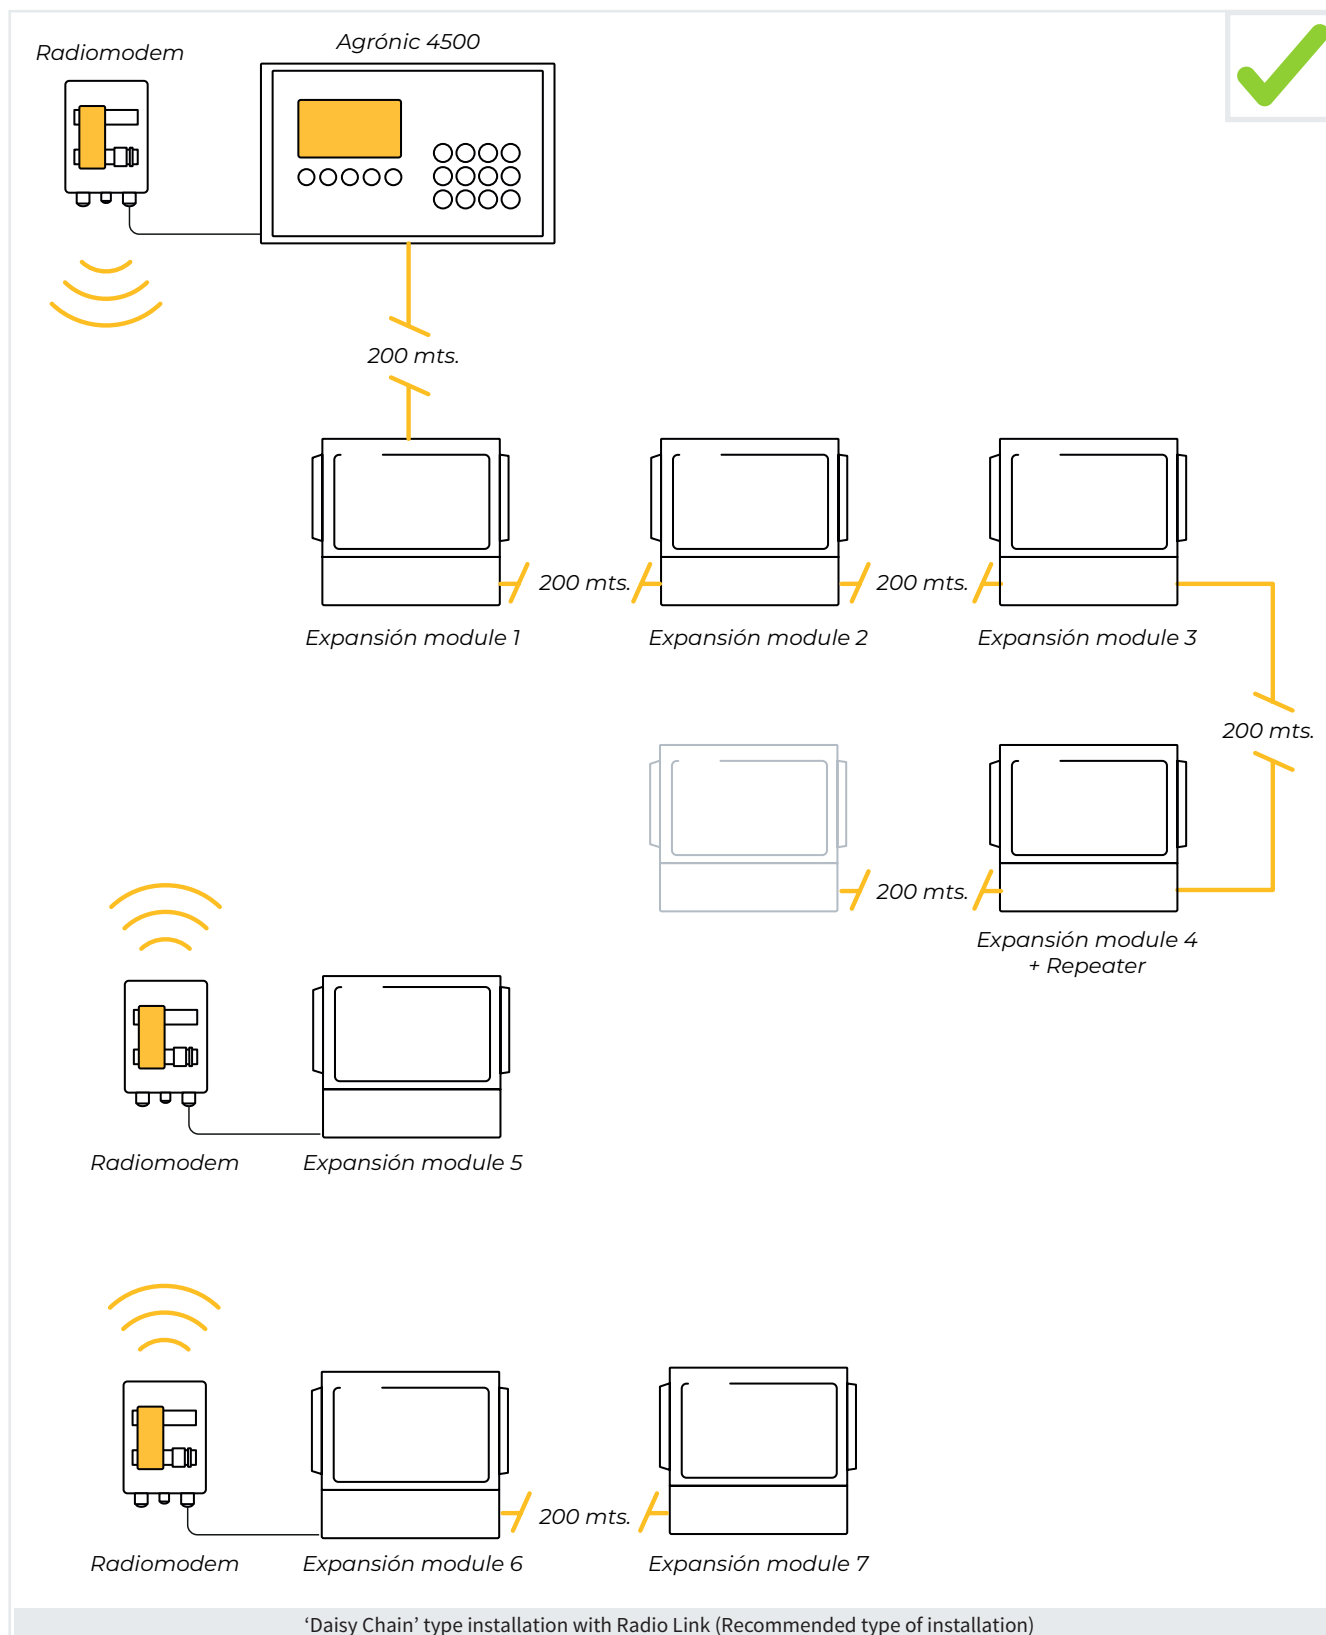 Radiomodem
Agrónic 4500
200 mts.
200 mts.
200 mts.
Expansión module 1
Expansión module 2
Expansión module 3
200 mts.
200 mts.
Expansión module 4
+ Repeater
Radiomodem
Expansión module 5
200 mts.
Radiomodem
Expansión module 6
Expansión module 7
‘Daisy Chain’ type installation with Radio Link (Recommended type of installation)